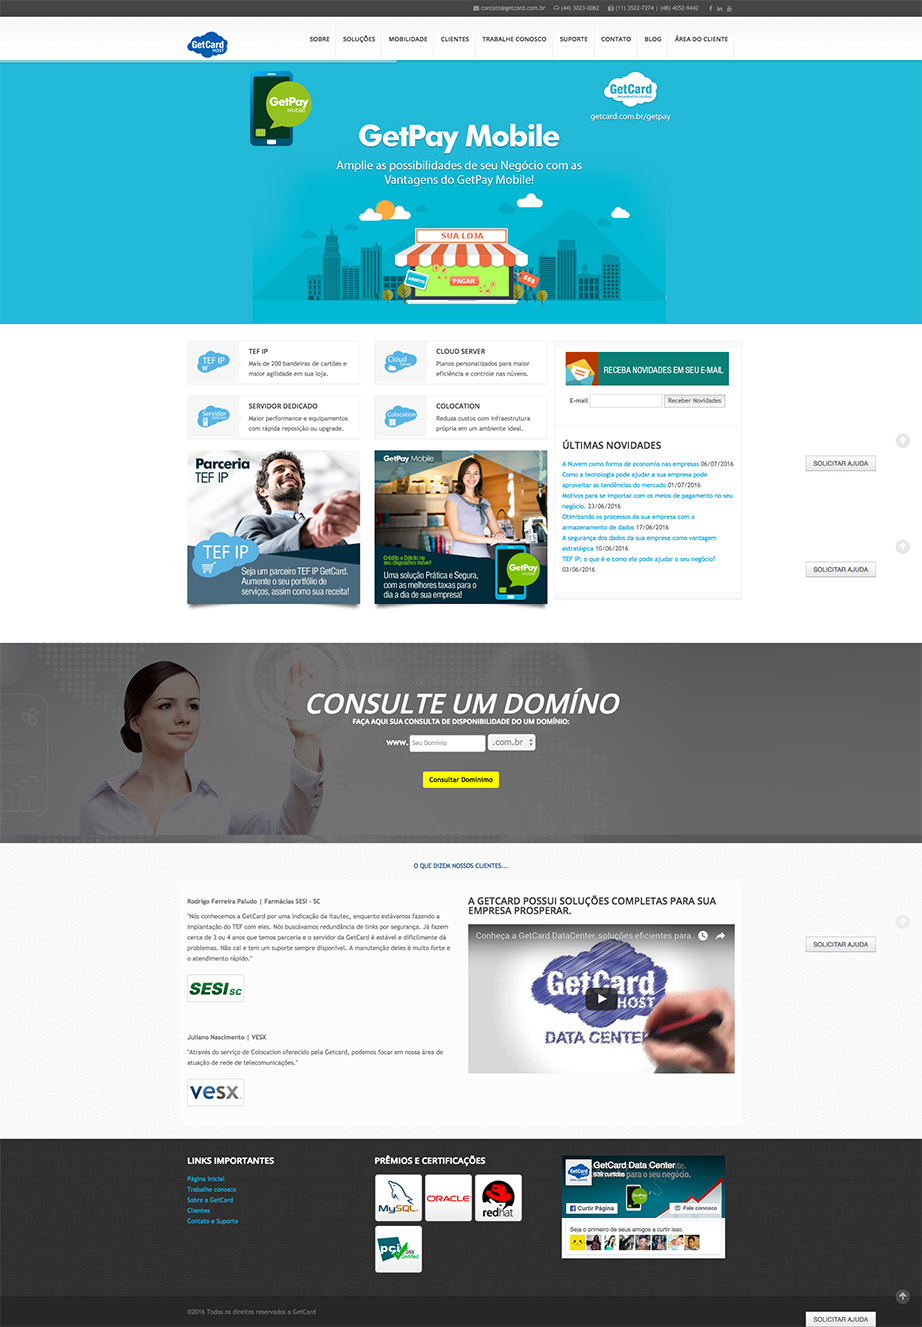 contato@getcard.com.br (44) 3023-0062 (11) 3522-7274 | (48) 4052-9442
GetCard
HOST
SOBRE SOLUÇÕES MOBILIDADE CLIENTES TRABALHE CONOSCO SUPORTE CONTATO BLOG ÁREA DO CLIENTE
GetPay
Mobile
GetCard
getcard.com.br/getpay
GetPay Mobile
Amplie as possibilidades de seu Negócio com as
Vantagens do GetPay Mobile!
SUA LOJA
PAGAR
$$$
TEF IP
TEF IP
Mais de 200 bandeiras de cartões e
maior agilidade em sua loja.
Cloud
Server
CLOUD SERVER
Planos personalizados para maior
eficiência e controle nas núvens.
Servidor
SERVIDOR DEDICADO
Maior performance e equipamentos
com rápida reposição ou upgrade.
Colocation
COLOCATION
Reduza custos com infraestrutura
própria em um ambiente ideal.
Parceria
TEF IP
TEF IP
Seja um parceiro TEF IP GetCard.
Aumente o seu portfólio de
serviços, assim como sua receita!
GetPay Mobile
Crédito e Débito no
seu dispositivo móvel!
Uma solução Prática e Segura,
com as melhores taxas para o
dia a dia de sua empresa!
GetPay
Mobile
RECEBA NOVIDADES EM SEU E-MAIL
E-mail Receber Novidades
ÚLTIMAS NOVIDADES
A Nuvem como forma de economia nas empresas 06/07/2016
Como a tecnologia pode ajudar a sua empresa pode
aproveitar as tendências do mercado 01/07/2016
Motivos para se importar com os meios de pagamento no seu
negócio. 23/06/2016
Otimizando os processos da sua empresa com o
armazenamento de dados 17/06/2016
A segurança dos dados da sua empresa como vantagem
estratégica 10/06/2016
TEF IP: o que é e como ele pode ajudar o seu negócio?
03/06/2016
SOLICITAR AJUDA
SOLICITAR AJUDA
CONSULTE UM DOMÍNO
FAÇA AQUI SUA CONSULTA DE DISPONIBILIDADE DO UM DOMÍNIO:
www. Seu Domínio .com.br
Consultar Domínimo
O QUE DIZEM NOSSOS CLIENTES...
Rodrigo Ferreira Paludo | Farmácias SESI - SC
"Nós conhecemos a GetCard por uma indicação da Itautec, enquanto estávamos fazendo a
implantação do TEF com eles. Nós buscávamos redundância de links por segurança. Já fazem
cerca de 3 ou 4 anos que temos parceria e o servidor da GetCard é estável e dificilmente dá
problemas. Não cai e tem um suporte sempre disponível. A manutenção deles é muito forte e
o atendimento rápido."
SESI SC
Juliano Nascimento | VESX
"Através do serviço de Colocation oferecido pela Getcard, podemos focar em nossa área de
atuação de rede de telecomunicações."
vesx
A GETCARD POSSUI SOLUÇÕES COMPLETAS PARA SUA
EMPRESA PROSPERAR.
Conheça a GetCard DataCenter, soluções eficientes para...
GetCard
HOST
DATA CENTER
SOLICITAR AJUDA
LINKS IMPORTANTES
Página inicial
Trabalhe conosco
Sobre a GetCard
Clientes
Contato e Suporte
PRÊMIOS E CERTIFICAÇÕES
MySQL
ORACLE
redhat
pci DSS
Certified
GetCard
DATA CENTER
GetCard Data Center
939 curtidas
para o seu negócio.
Curtir Página
Fale conosco
Seja o primeiro de seus amigos a curtir isso.
©2016 Todos os direitos reservados a GetCard
SOLICITAR AJUDA